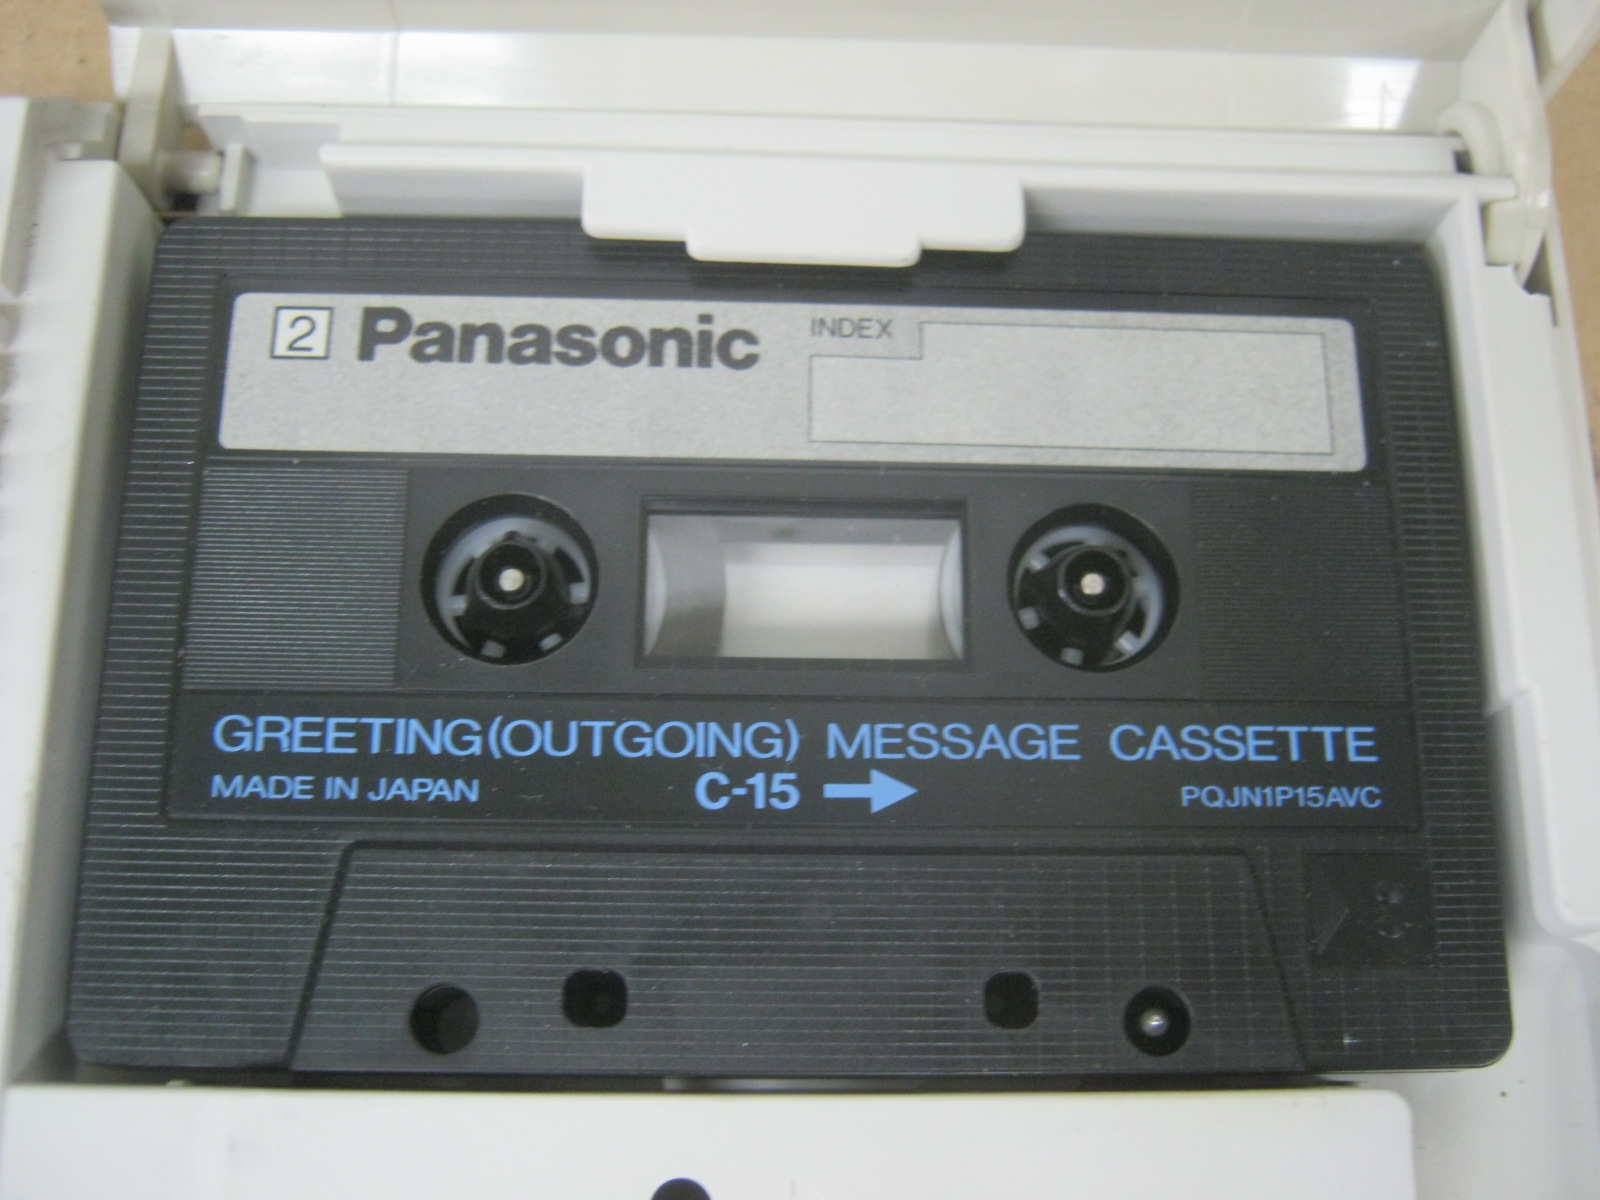 2 Panasonic INDEX
GREETING(OUTGOING) MESSAGE CASSETTE
MADE IN JAPAN C-15 PQJN1P15AVC